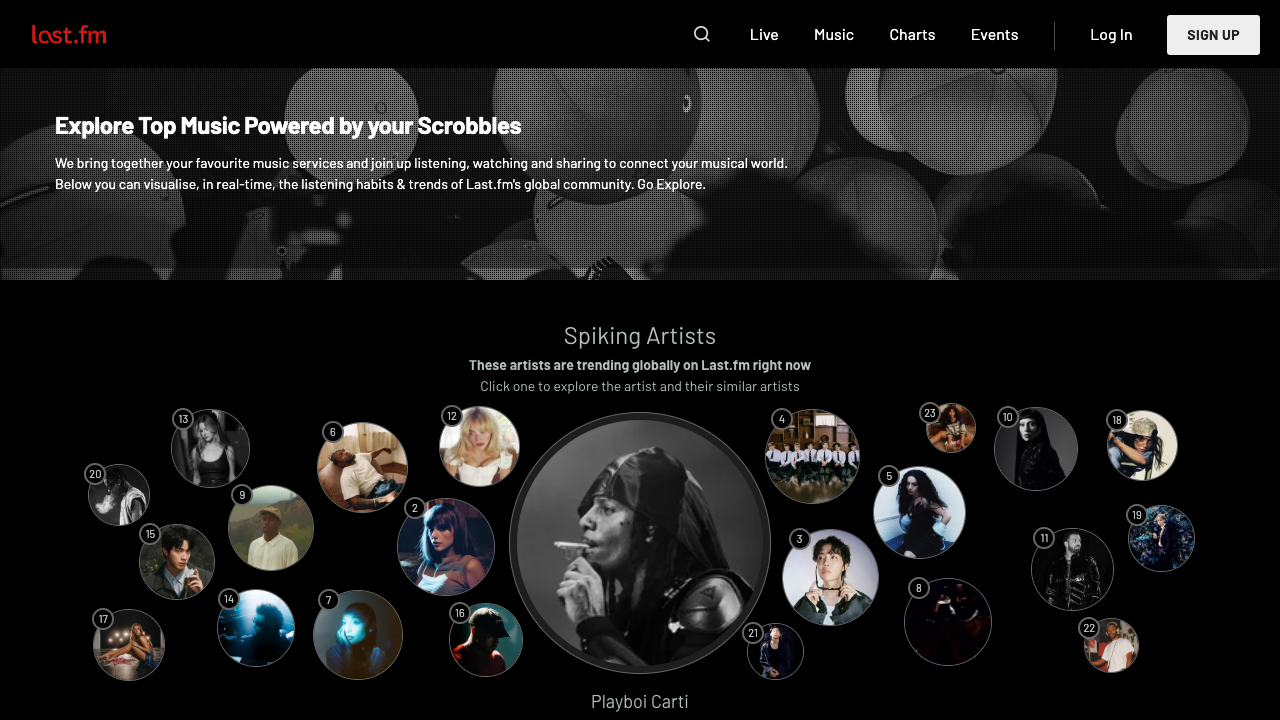 last.fm
Live
Music
Charts
Events
Log In
SIGN UP
Explore Top Music Powered by your Scrobbles
We bring together your favourite music services and join up listening, watching and sharing to connect your musical world.
Below you can visualise, in real-time, the listening habits & trends of Last.fm's global community. Go Explore.
Spiking Artists
These artists are trending globally on Last.fm right now
Click one to explore the artist and their similar artists
13
12
4
23
10
18
6
20
5
9
2
19
15
3
11
8
14
7
16
17
22
21
Playboi Carti